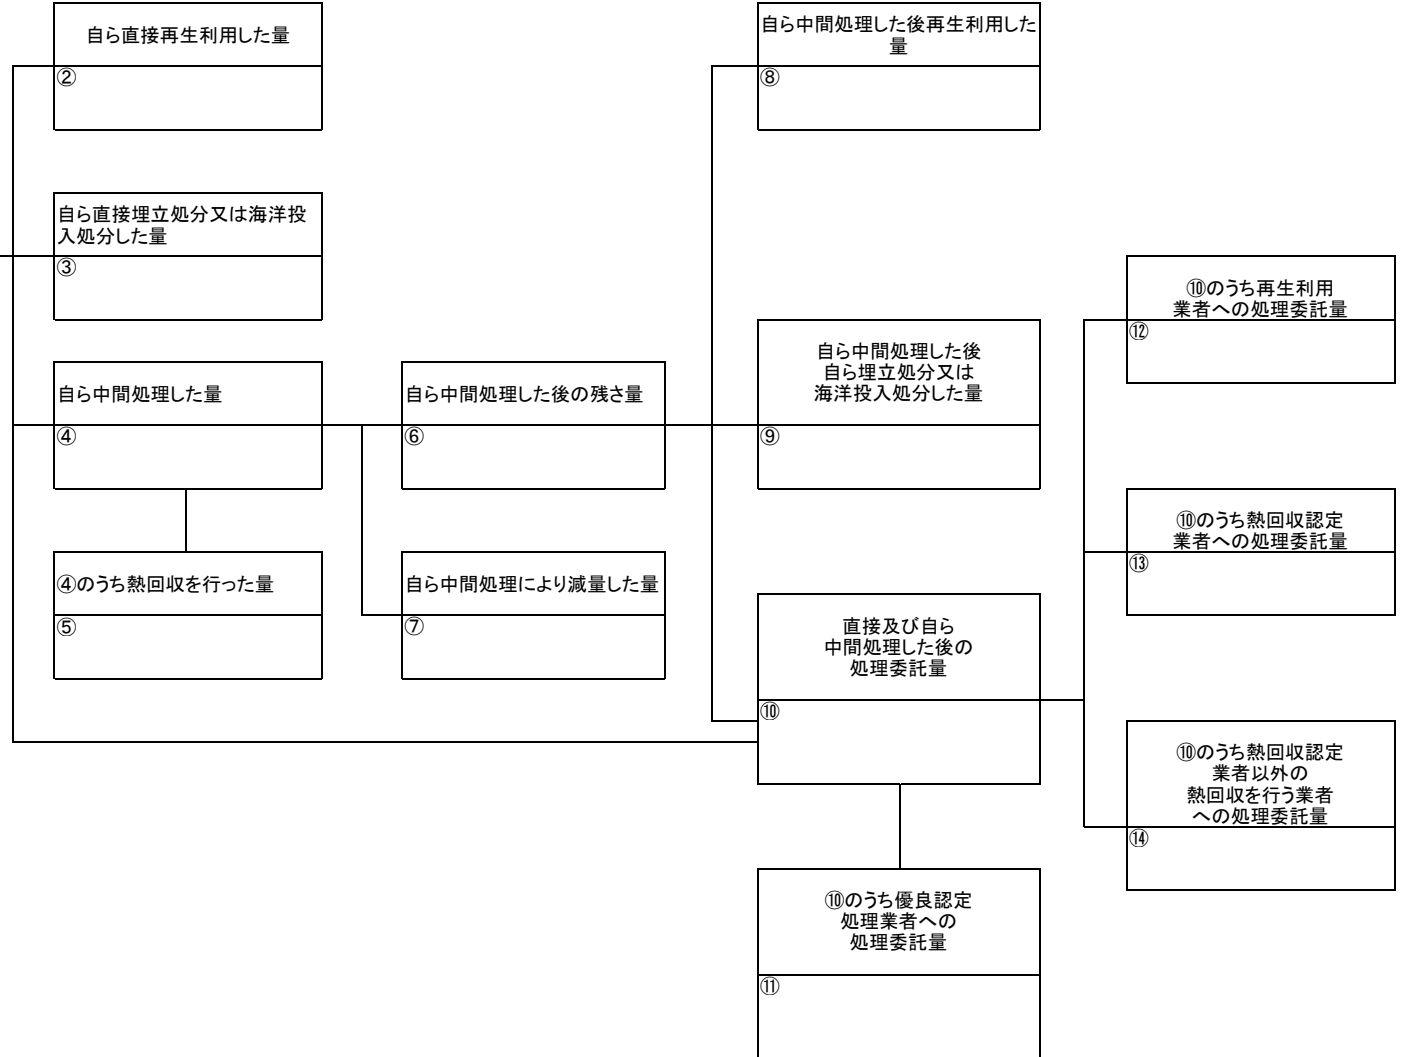 自ら直接再生利用した量
②
自ら直接埋立処分又は海洋投
入処分した量
③
自ら中間処理した量
④
④のうち熱回収を行った量
⑤
自ら中間処理した後の残さ量
⑥
自ら中間処理により減量した量
⑦
自ら中間処理した後再生利用した
量
⑧
自ら中間処理した後
自ら埋立処分又は
海洋投入処分した量
⑨
直接及び自ら
中間処理した後の
処理委託量
⑩
⑩のうち優良認定
処理業者への
処理委託量
⑪
⑩のうち再生利用
業者への処理委託量
⑫
⑩のうち熱回収認定
業者への処理委託量
⑬
⑩のうち熱回収認定
業者以外の
熱回収を行う業者
への処理委託量
⑭